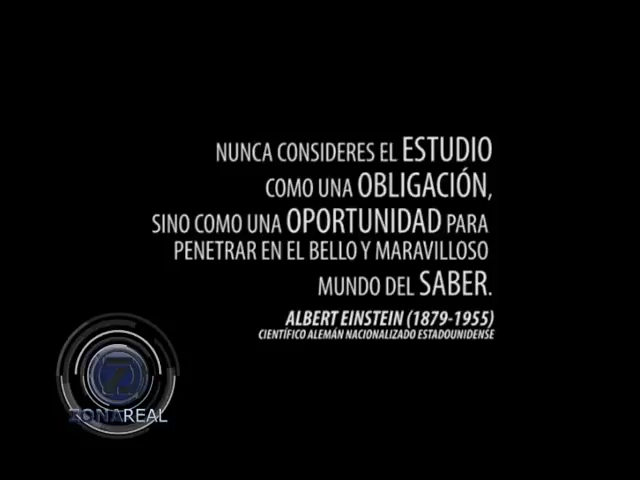 NUNCA CONSIDERES EL ESTUDIO
COMO UNA OBLIGACIÓN,
SINO COMO UNA OPORTUNIDAD PARA
PENETRAR EN EL BELLO Y MARAVILLOSO
MUNDO DEL SABER.
ALBERT EINSTEIN (1879-1955)
CIENTÍFICO ALEMÁN NACIONALIZADO ESTADOUNIDENSE
Z
ZONAREAL